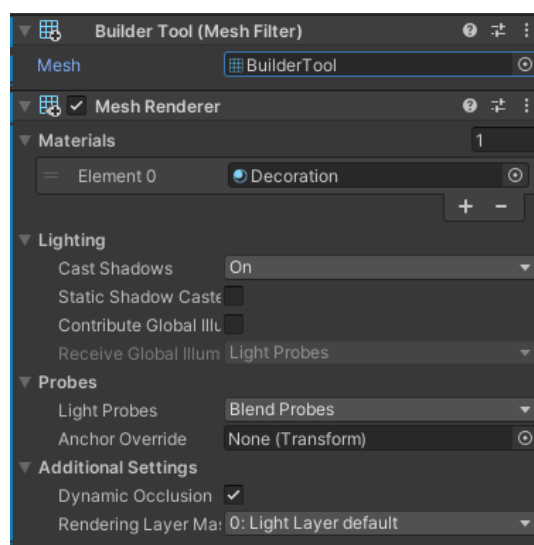 Builder Tool (Mesh Filter)
Mesh BuilderTool
Mesh Renderer
Materials 1
Element 0 Decoration
+ -
Lighting
Cast Shadows On
Static Shadow Caste
Contribute Global Illu
Receive Global Illum Light Probes
Probes
Light Probes Blend Probes
Anchor Override None (Transform)
Additional Settings
Dynamic Occlusion
Rendering Layer Mas 0: Light Layer default